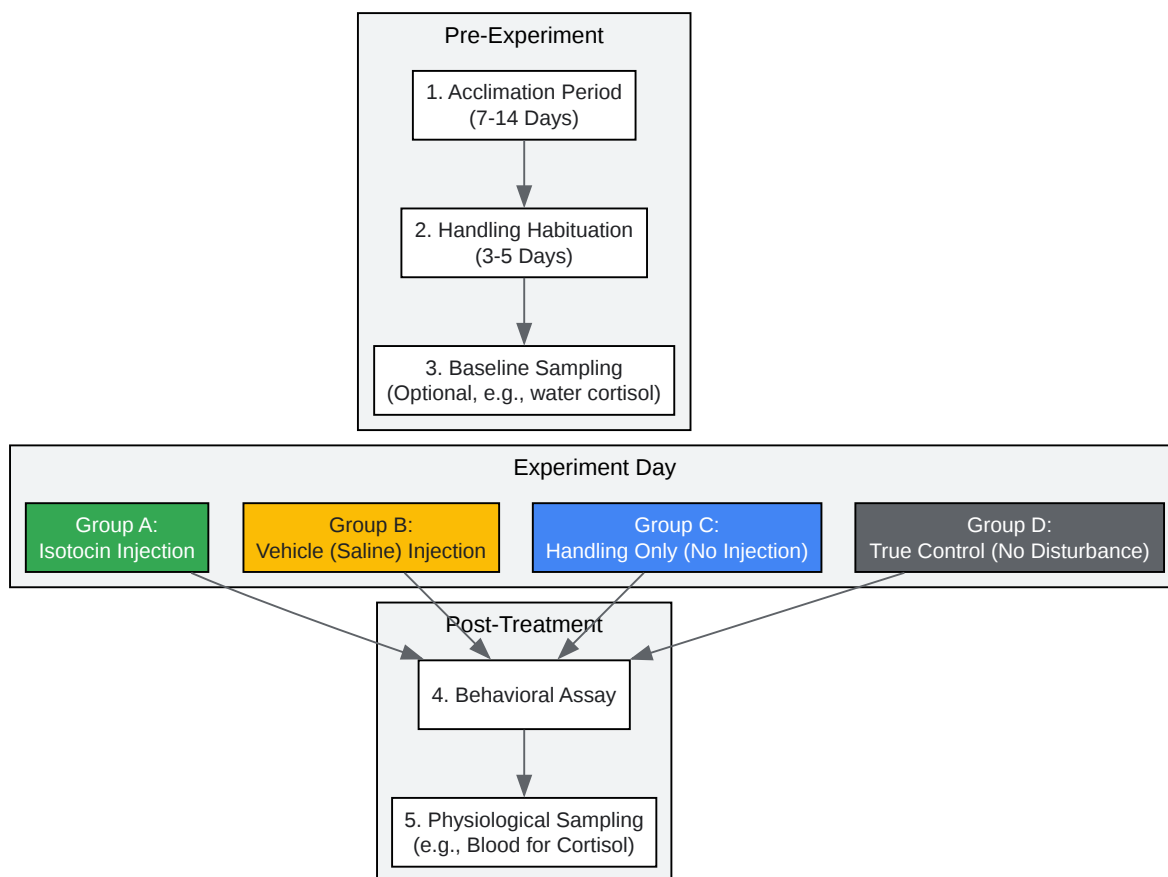 Pre-Experiment
1. Acclimation Period
(7-14 Days)
2. Handling Habituation
(3-5 Days)
3. Baseline Sampling
(Optional, e.g., water cortisol)
Experiment Day
Group A:
Isotocin Injection
Group B:
Vehicle (Saline) Injection
Group C:
Handling Only (No Injection)
Group D:
True Control (No Disturbance)
Post-Treatment
4. Behavioral Assay
5. Physiological Sampling
(e.g., Blood for Cortisol)